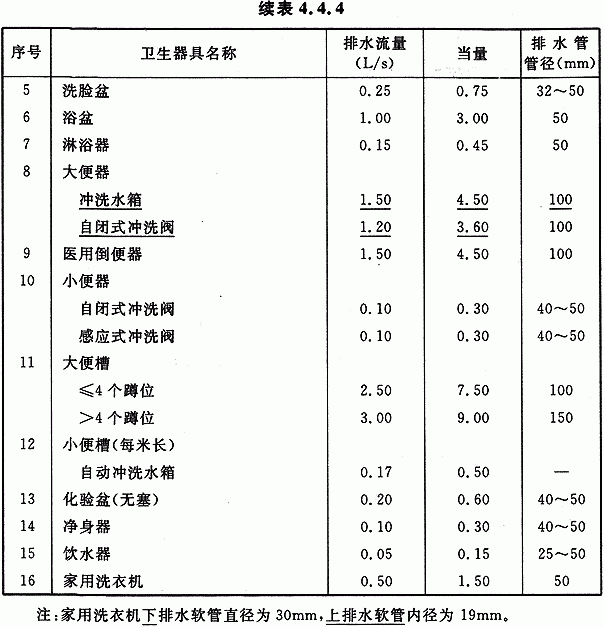 续表4.4.4
序号 卫生器具名称 排水流量(L/s) 当量 排水管管径(mm)
5 洗脸盆 0.25 0.75 32～50
6 浴盆 1.00 3.00 50
7 淋浴器 0.15 0.45 50
8 大便器
冲洗水箱 1.50 4.50 100
自闭式冲洗阀 1.20 3.60 100
9 医用倒便器 1.50 4.50 100
10 小便器
自闭式冲洗阀 0.10 0.30 40～50
感应式冲洗阀 0.10 0.30 40～50
11 大便槽
≤4个蹲位 2.50 7.50 100
>4个蹲位 3.00 9.00 150
12 小便槽(每米长)
自动冲洗水箱 0.17 0.50 —
13 化验盆(无塞) 0.20 0.60 40～50
14 净身器 0.10 0.30 40～50
15 饮水器 0.05 0.15 25～50
16 家用洗衣机 0.50 1.50 50
注:家用洗衣机下排水软管直径为30mm,上排水软管内径为19mm。